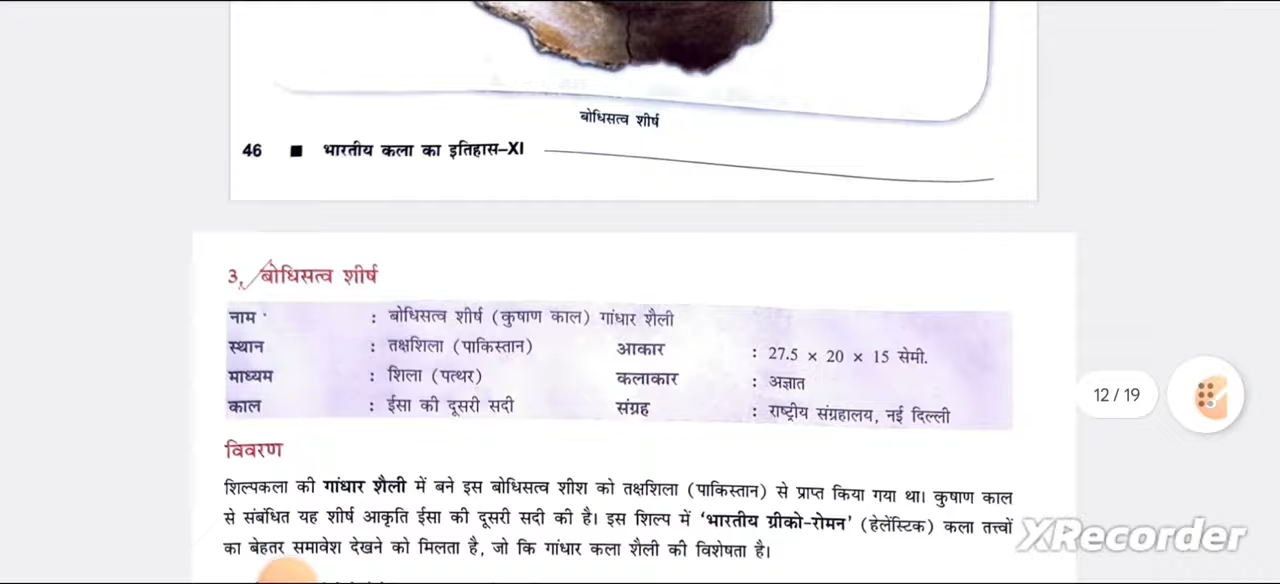 बोधिसत्व शीर्ष
46 ■ भारतीय कला का इतिहास–XI
3. बोधिसत्व शीर्ष
नाम : बोधिसत्व शीर्ष (कुषाण काल) गांधार शैली
स्थान : तक्षशिला (पाकिस्तान) आकार : 27.5 × 20 × 15 सेमी.
माध्यम : शिला (पत्थर) कलाकार : अज्ञात
काल : ईसा की दूसरी सदी संग्रह : राष्ट्रीय संग्रहालय, नई दिल्ली
12 / 19
विवरण
शिल्पकला की गांधार शैली में बने इस बोधिसत्व शीश को तक्षशिला (पाकिस्तान) से प्राप्त किया गया था। कुषाण काल
से संबंधित यह शीर्ष आकृति ईसा की दूसरी सदी की है। इस शिल्प में ‘भारतीय ग्रीको-रोमन’ (हेलेंस्टिक) कला तत्त्वों
का बेहतर समावेश देखने को मिलता है, जो कि गांधार कला शैली की विशेषता है।
XRecorder